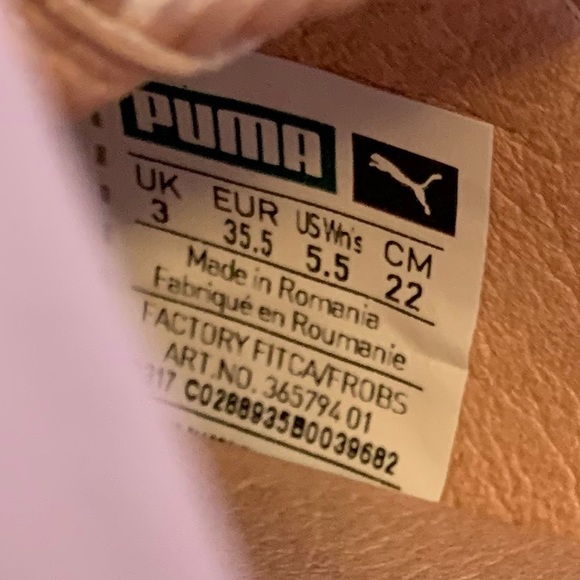 PUMA
UK EUR US Wn's CM
3 35.5 5.5 22
Made in Romania
Fabriqué en Roumanie
FACTORY FITCA/FROBS
ART.NO. 365794 01
C0288935B0039682